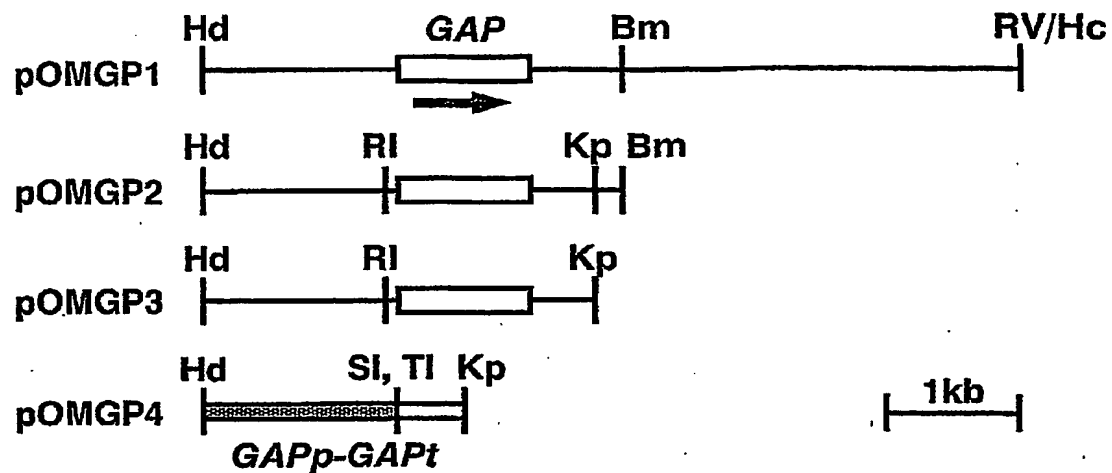 Hd GAP Bm RV/Hc
pOMGP1
Hd RI Kp Bm
pOMGP2
Hd RI Kp
pOMGP3
Hd SI, TI Kp
pOMGP4 1kb
GAPp-GAPt